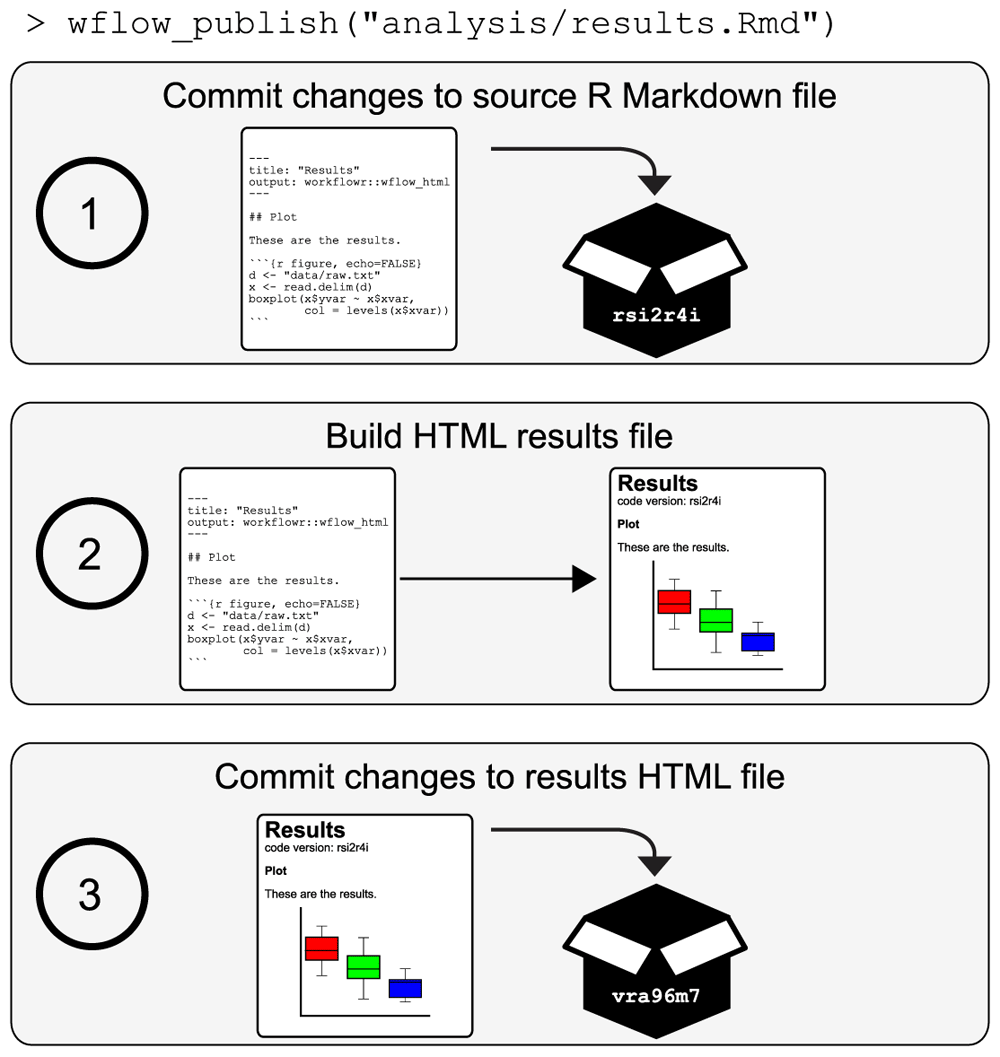 > wflow_publish("analysis/results.Rmd")
Commit changes to source R Markdown file
1
---
title: "Results"
output: workflowr::wflow_html
---
## Plot
These are the results.
```{r figure, echo=FALSE}
d <- "data/raw.txt"
x <- read.delim(d)
boxplot(x$yvar ~ x$xvar,
        col = levels(x$xvar))
```
rsi2r4i
Build HTML results file
2
---
title: "Results"
output: workflowr::wflow_html
---
## Plot
These are the results.
```{r figure, echo=FALSE}
d <- "data/raw.txt"
x <- read.delim(d)
boxplot(x$yvar ~ x$xvar,
        col = levels(x$xvar))
```
Results
code version: rsi2r4i
Plot
These are the results.
Commit changes to results HTML file
3
Results
code version: rsi2r4i
Plot
These are the results.
vra96m7